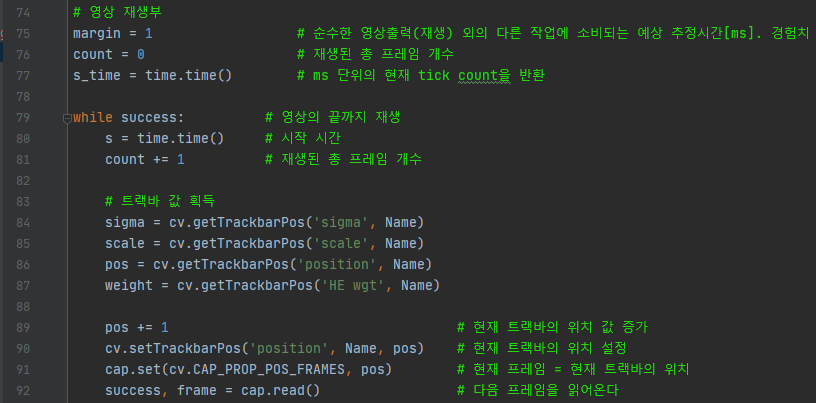 74 # 영상 재생부
75 margin = 1 # 순수한 영상출력(재생) 외의 다른 작업에 소비되는 예상 추정시간[ms]. 경험치
76 count = 0 # 재생된 총 프레임 개수
77 s_time = time.time() # ms 단위의 현재 tick count을 반환
78
79 while success: # 영상의 끝까지 재생
80 s = time.time() # 시작 시간
81 count += 1 # 재생된 총 프레임 개수
82
83 # 트랙바 값 획득
84 sigma = cv.getTrackbarPos('sigma', Name)
85 scale = cv.getTrackbarPos('scale', Name)
86 pos = cv.getTrackbarPos('position', Name)
87 weight = cv.getTrackbarPos('HE wgt', Name)
88
89 pos += 1 # 현재 트랙바의 위치 값 증가
90 cv.setTrackbarPos('position', Name, pos) # 현재 트랙바의 위치 설정
91 cap.set(cv.CAP_PROP_POS_FRAMES, pos) # 현재 프레임 = 현재 트랙바의 위치
92 success, frame = cap.read() # 다음 프레임을 읽어온다